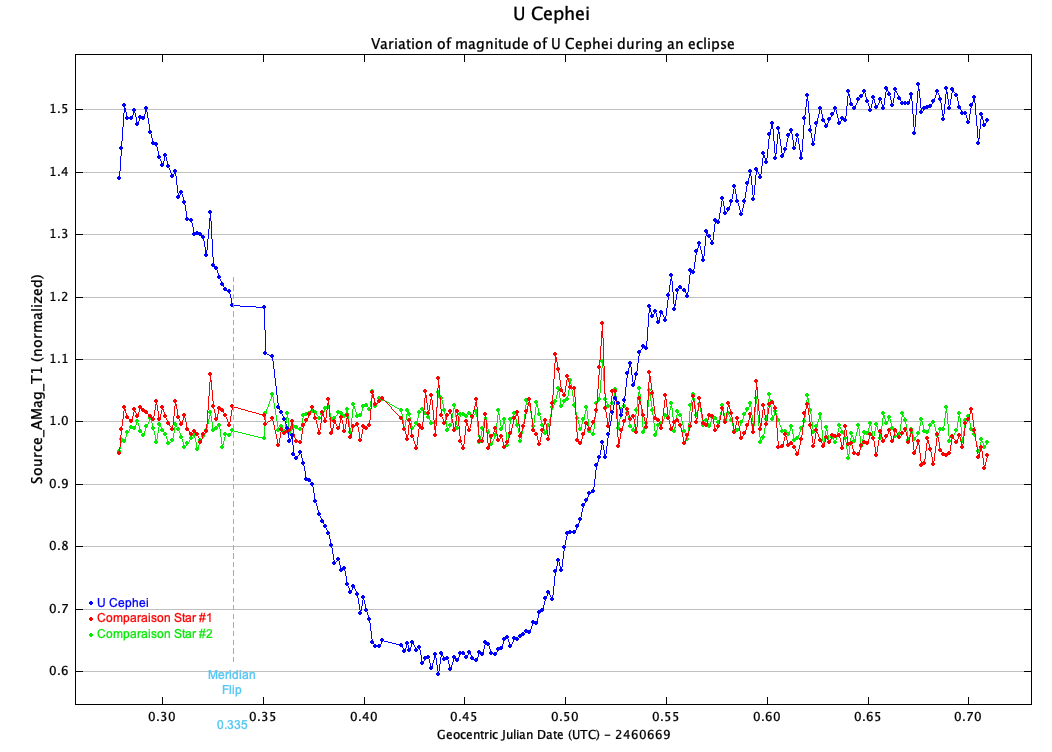 U Cephei
Variation of magnitude of U Cephei during an eclipse
Source_AMag_T1 (normalized)
1.5
1.4
1.3
1.2
1.1
1.0
0.9
0.8
0.7
0.6
U Cephei
Comparaison Star #1
Comparaison Star #2
Meridian
Flip
0.335
0.30 0.35 0.40 0.45 0.50 0.55 0.60 0.65 0.70
Geocentric Julian Date (UTC) - 2460669